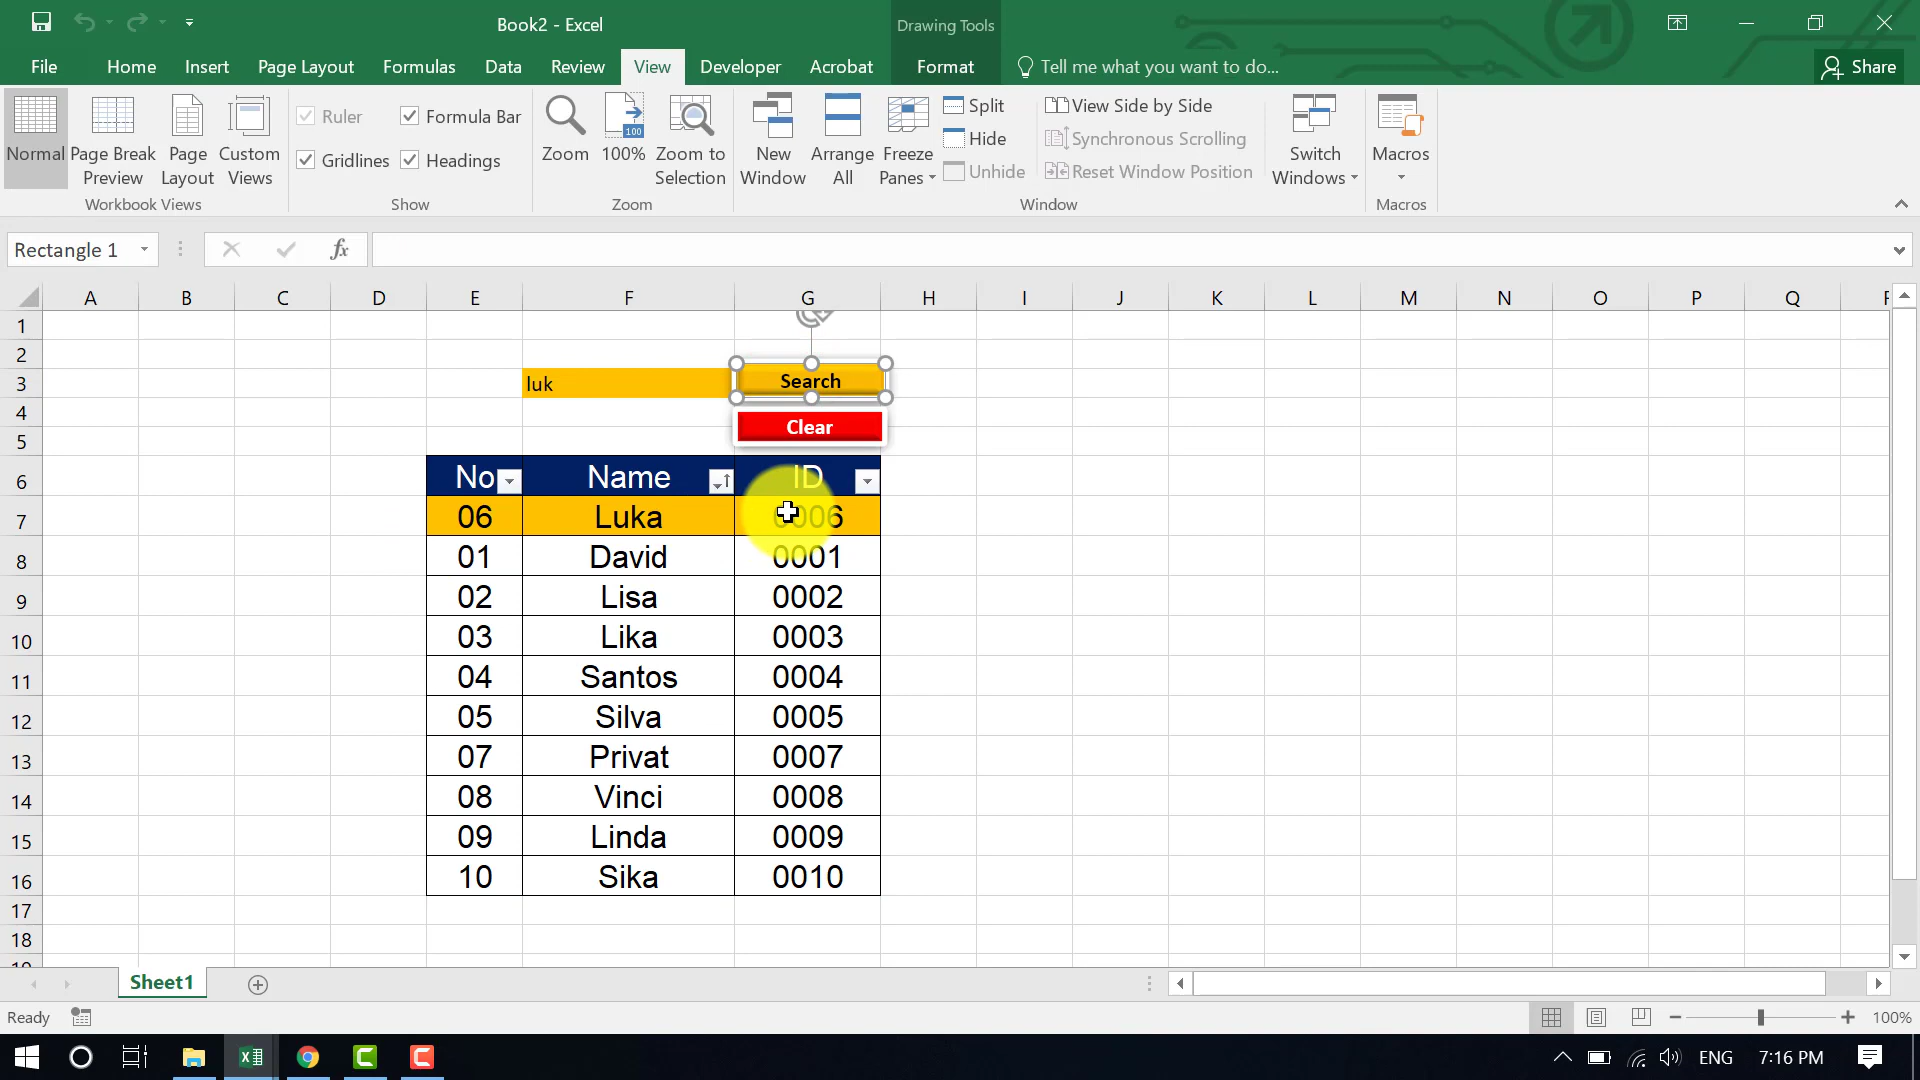 Book2 - Excel
Drawing Tools
File Home Insert Page Layout Formulas Data Review View Developer Acrobat Format Tell me what you want to do... Share
Normal
Page Break Preview
Page Layout
Custom Views
Workbook Views
Ruler
Formula Bar
Gridlines
Headings
Show
Zoom
100
100%
Zoom to Selection
Zoom
New Window
Arrange All
Freeze Panes
Split
Hide
Unhide
View Side by Side
Synchronous Scrolling
Reset Window Position
Window
Switch Windows
Macros
Macros
Rectangle 1
fx
A B C D E F G H I J K L M N O P Q
1
2
3 luk Search
4 Clear
5
6 No Name ID
7 06 Luka 0006
8 01 David 0001
9 02 Lisa 0002
10 03 Lika 0003
11 04 Santos 0004
12 05 Silva 0005
13 07 Privat 0007
14 08 Vinci 0008
15 09 Linda 0009
16 10 Sika 0010
17
18
Sheet1
Ready
100%
ENG 7:16 PM